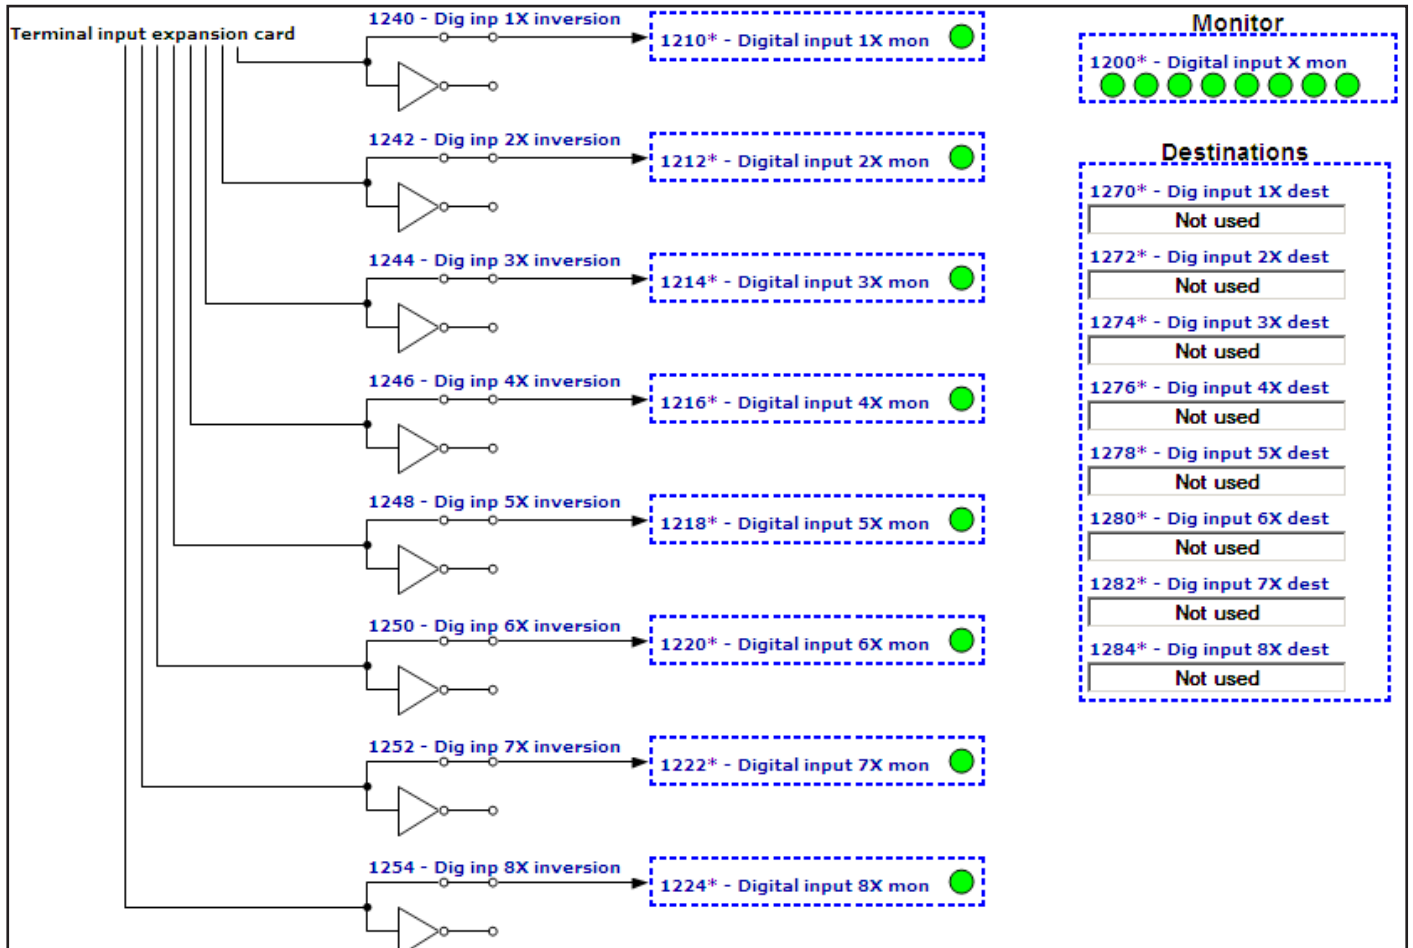 Terminal input expansion card
1240 - Dig inp 1X inversion
1210* - Digital input 1X mon
1242 - Dig inp 2X inversion
1212* - Digital input 2X mon
1244 - Dig inp 3X inversion
1214* - Digital input 3X mon
1246 - Dig inp 4X inversion
1216* - Digital input 4X mon
1248 - Dig inp 5X inversion
1218* - Digital input 5X mon
1250 - Dig inp 6X inversion
1220* - Digital input 6X mon
1252 - Dig inp 7X inversion
1222* - Digital input 7X mon
1254 - Dig inp 8X inversion
1224* - Digital input 8X mon
Monitor
1200* - Digital input X mon
Destinations
1270* - Dig input 1X dest
Not used
1272* - Dig input 2X dest
Not used
1274* - Dig input 3X dest
Not used
1276* - Dig input 4X dest
Not used
1278* - Dig input 5X dest
Not used
1280* - Dig input 6X dest
Not used
1282* - Dig input 7X dest
Not used
1284* - Dig input 8X dest
Not used